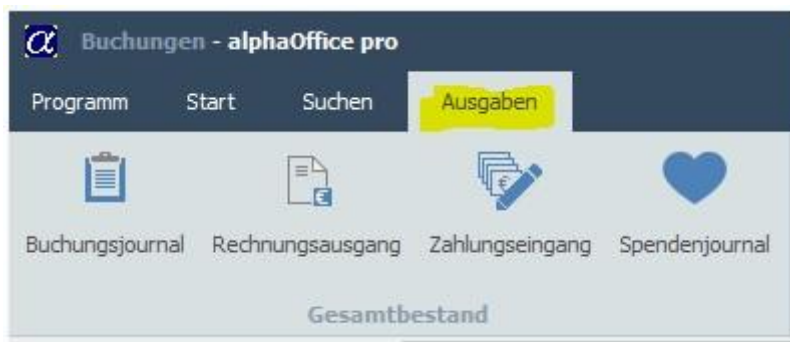 α Buchungen - alphaOffice pro
Programm Start Suchen Ausgaben
Buchungsjournal Rechnungsausgang Zahlungseingang Spendenjournal
Gesamtbestand